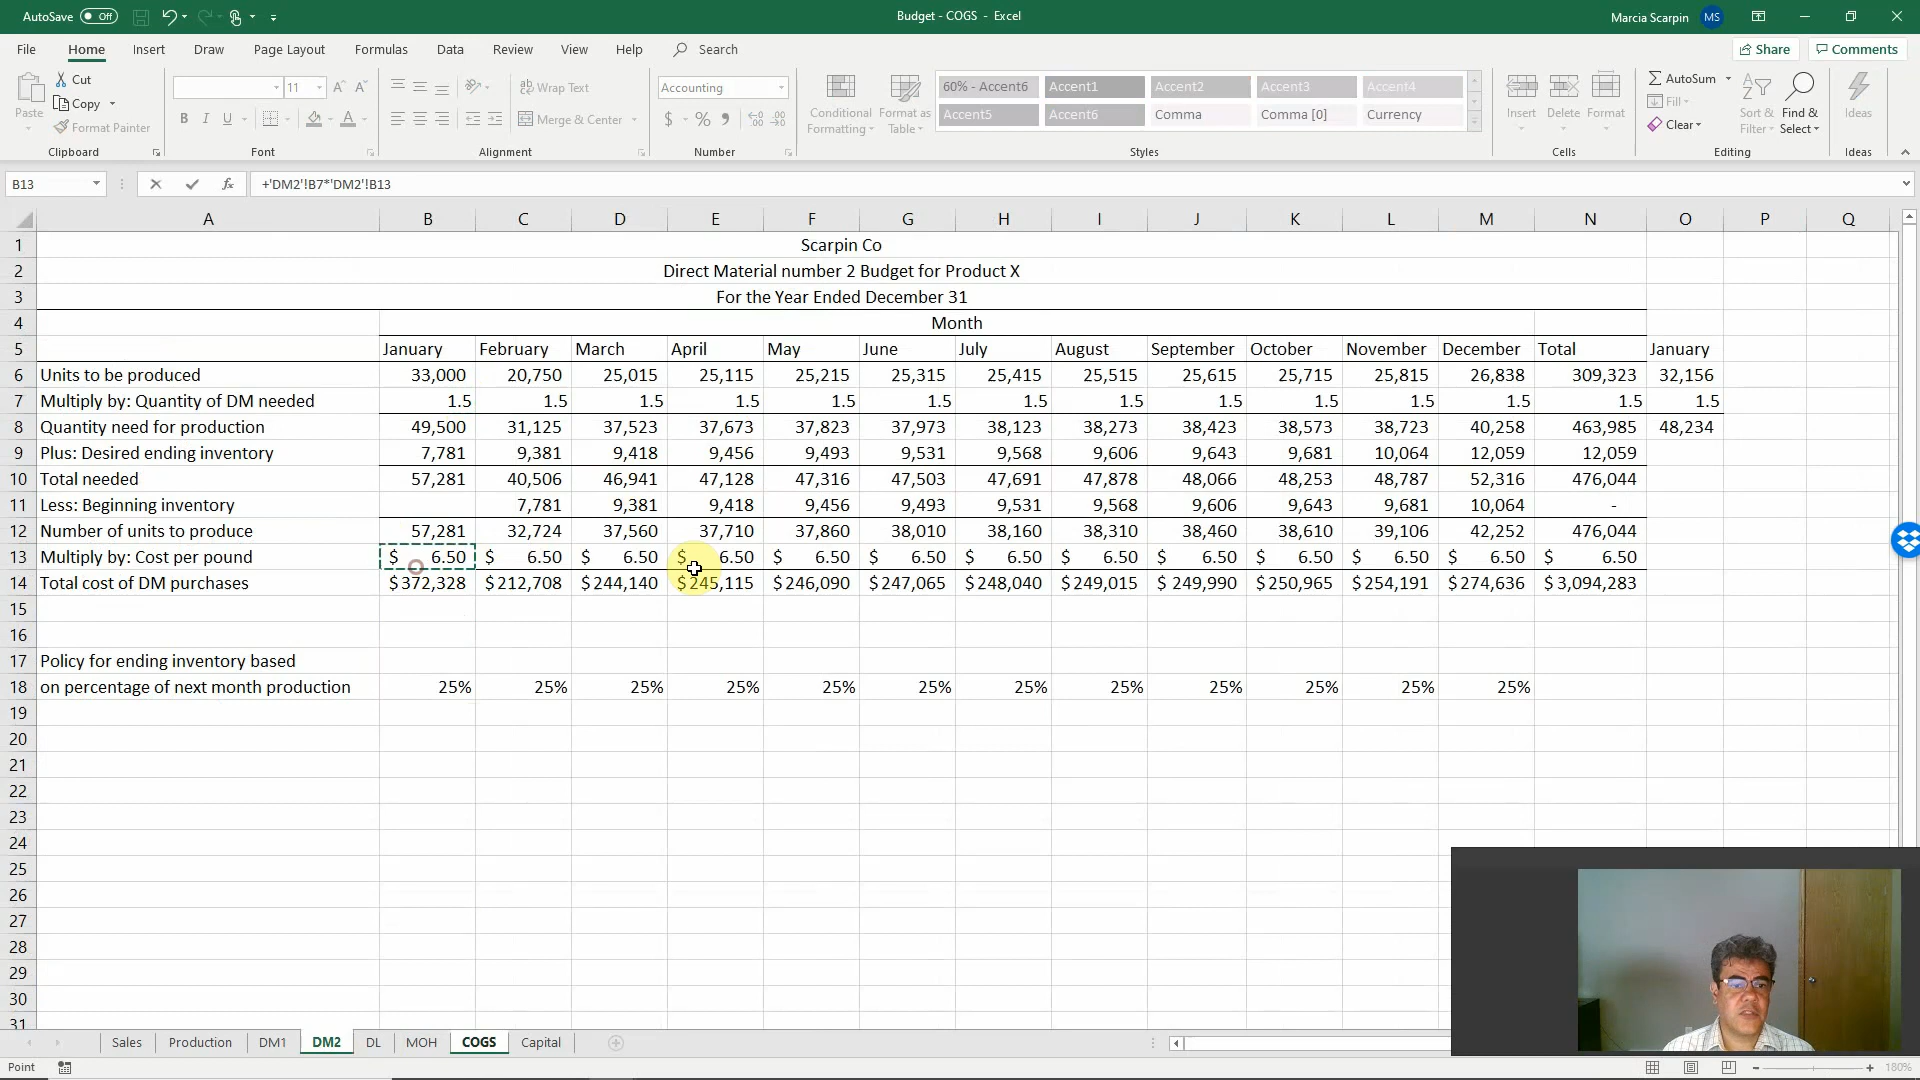 AutoSave Off Budget - COGS - Excel Marcia Scarpin MS
File Home Insert Draw Page Layout Formulas Data Review View Help Search Share Comments
Paste Cut Copy Format Painter Clipboard
11 B I U A Font
Wrap Text Merge & Center Alignment
Accounting $ % Number
Conditional Formatting Format as Table
60% - Accent6 Accent1 Accent2 Accent3 Accent4
Accent5 Accent6 Comma Comma [0] Currency
Styles
Insert Delete Format Cells
AutoSum Fill Clear Sort & Filter Find & Select Editing
Ideas Ideas
B13 fx +'DM2'!B7*'DM2'!B13
A B C D E F G H I J K L M N O P Q
1 Scarpin Co
2 Direct Material number 2 Budget for Product X
3 For the Year Ended December 31
4 Month
5 January February March April May June July August September October November December Total January
6 Units to be produced 33,000 20,750 25,015 25,115 25,215 25,315 25,415 25,515 25,615 25,715 25,815 26,838 309,323 32,156
7 Multiply by: Quantity of DM needed 1.5 1.5 1.5 1.5 1.5 1.5 1.5 1.5 1.5 1.5 1.5 1.5 1.5 1.5
8 Quantity need for production 49,500 31,125 37,523 37,673 37,823 37,973 38,123 38,273 38,423 38,573 38,723 40,258 463,985 48,234
9 Plus: Desired ending inventory 7,781 9,381 9,418 9,456 9,493 9,531 9,568 9,606 9,643 9,681 10,064 12,059 12,059
10 Total needed 57,281 40,506 46,941 47,128 47,316 47,503 47,691 47,878 48,066 48,253 48,787 52,316 476,044
11 Less: Beginning inventory 7,781 9,381 9,418 9,456 9,493 9,531 9,568 9,606 9,643 9,681 10,064 -
12 Number of units to produce 57,281 32,724 37,560 37,710 37,860 38,010 38,160 38,310 38,460 38,610 39,106 42,252 476,044
13 Multiply by: Cost per pound $ 6.50 $ 6.50 $ 6.50 $ 6.50 $ 6.50 $ 6.50 $ 6.50 $ 6.50 $ 6.50 $ 6.50 $ 6.50 $ 6.50 $ 6.50
14 Total cost of DM purchases $372,328 $212,708 $244,140 $245,115 $246,090 $247,065 $248,040 $249,015 $249,990 $250,965 $254,191 $274,636 $3,094,283
15
16
17 Policy for ending inventory based
18 on percentage of next month production 25% 25% 25% 25% 25% 25% 25% 25% 25% 25% 25% 25%
19
20
21
22
23
24
25
26
27
28
29
30
31
Sales Production DM1 DM2 DL MOH COGS Capital
Point 180%